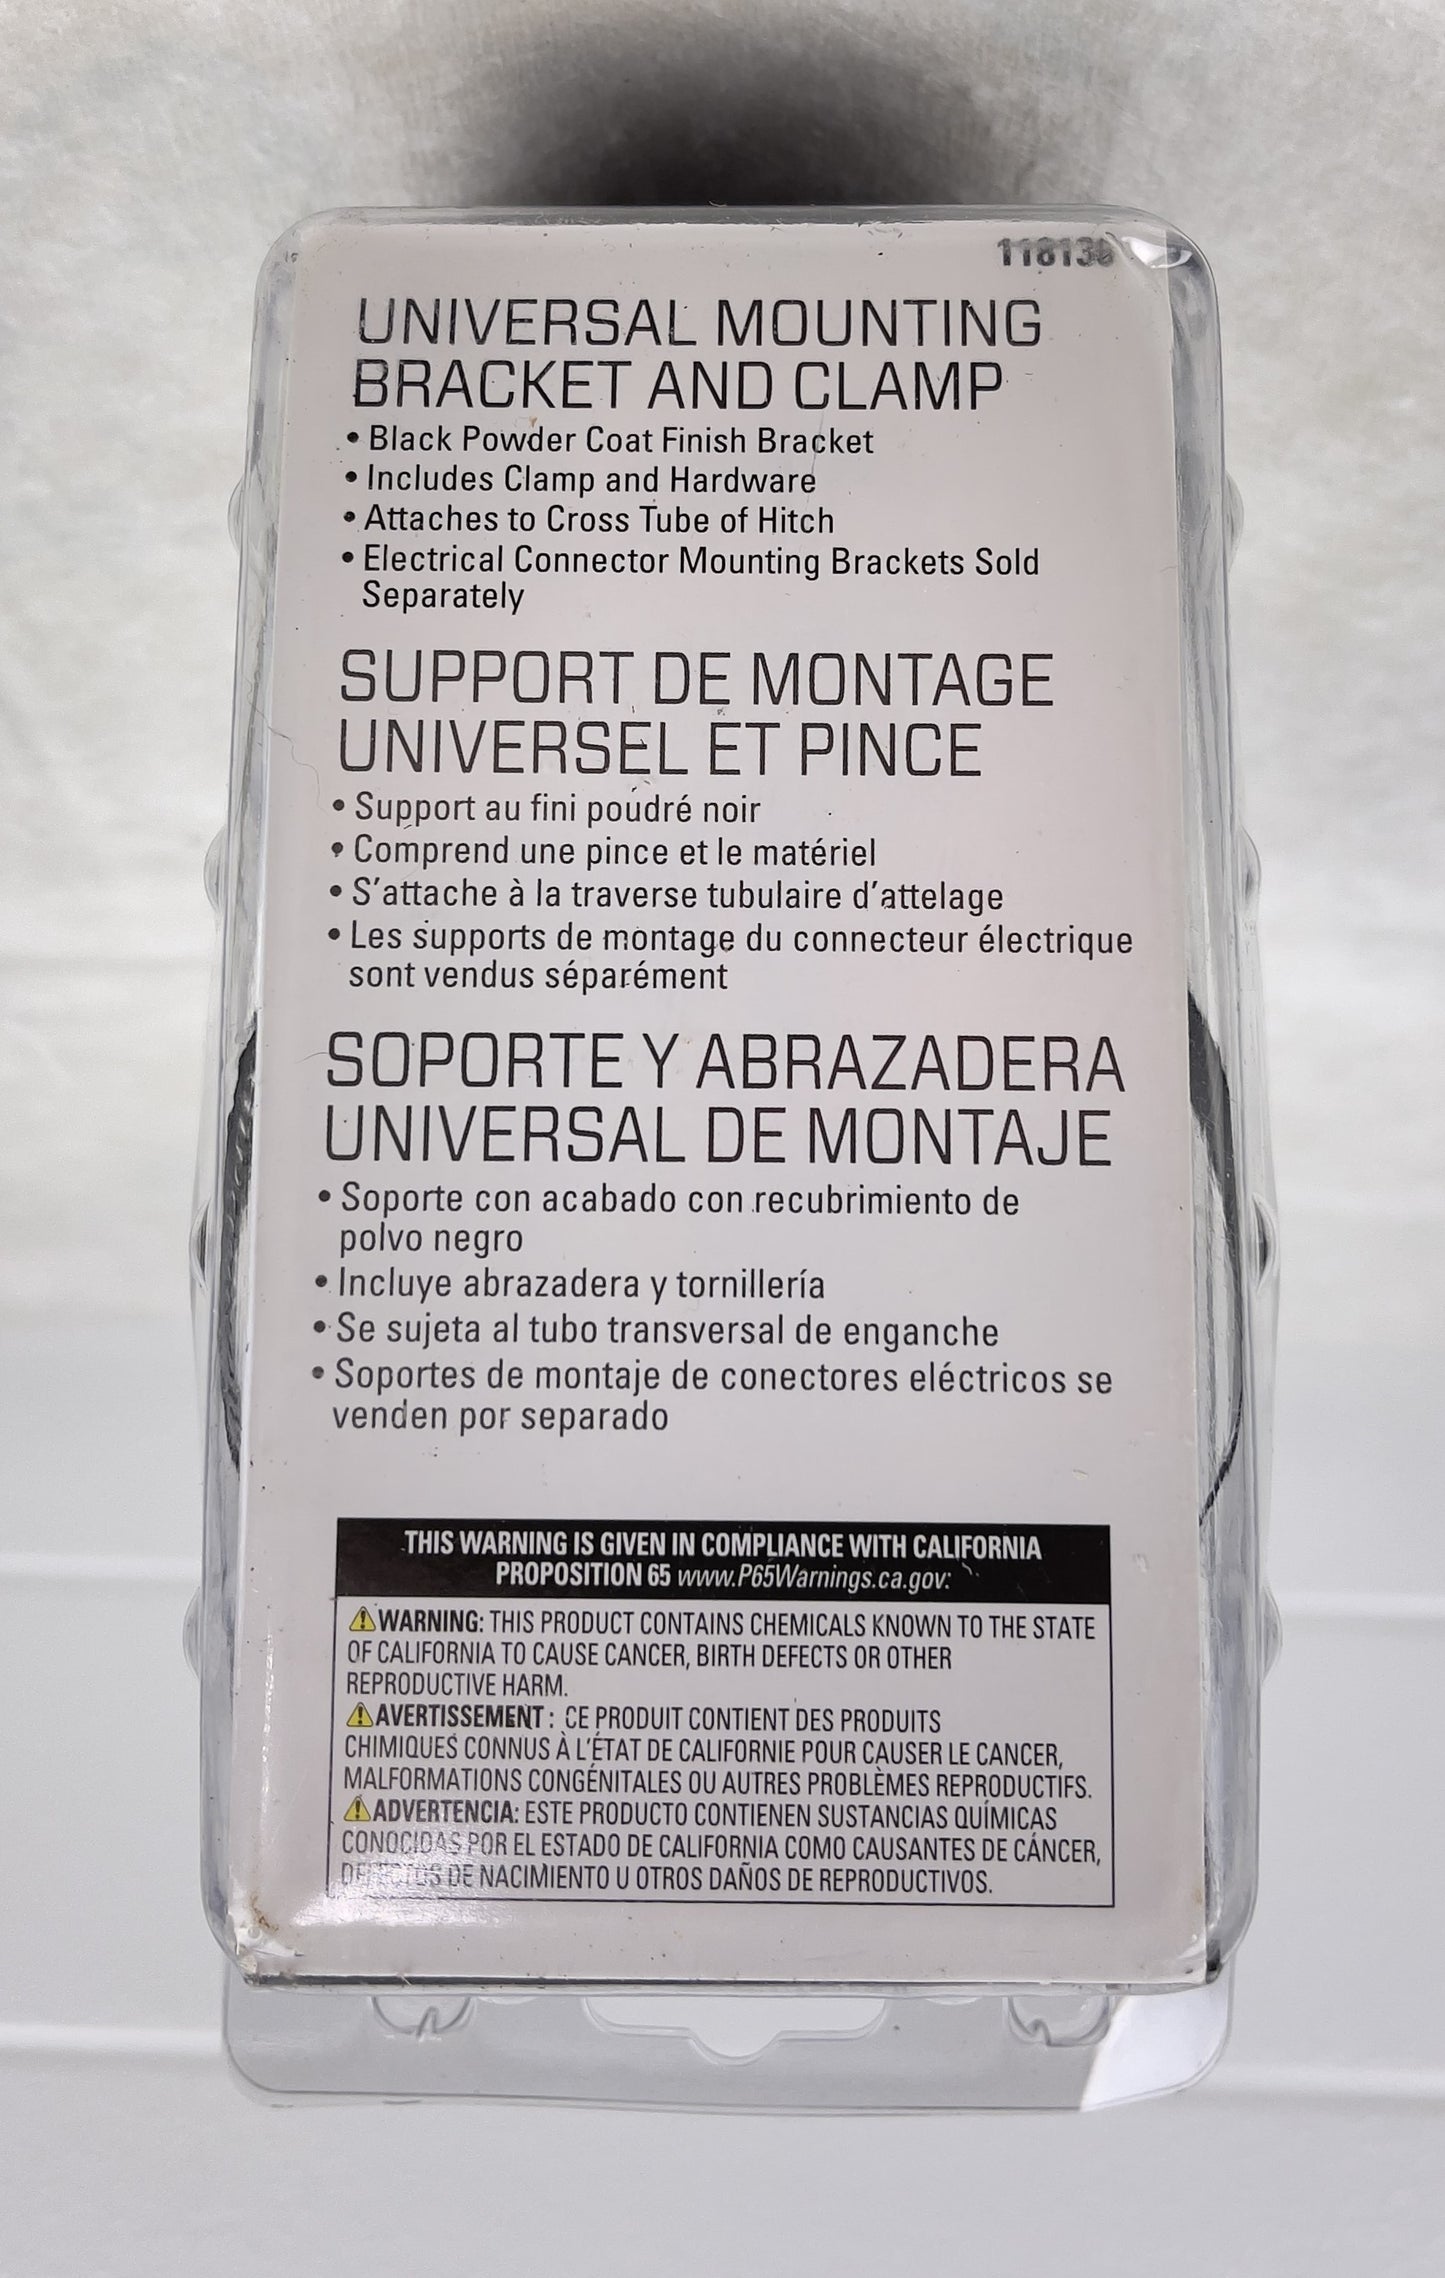 UNIVERSAL MOUNTING
BRACKET AND CLAMP
• Black Powder Coat Finish Bracket
• Includes Clamp and Hardware
• Attaches to Cross Tube of Hitch
• Electrical Connector Mounting Brackets Sold
Separately
SUPPORT DE MONTAGE
UNIVERSEL ET PINCE
• Support au fini poudré noir
• Comprend une pince et le matériel
• S'attache à la traverse tubulaire d'attelage
• Les supports de montage du connecteur électrique
sont vendus séparément
SOPORTE Y ABRAZADERA
UNIVERSAL DE MONTAJE
• Soporte con acabado con recubrimiento de
polvo negro
• Incluye abrazadera y tornillería
• Se sujeta al tubo transversal de enganche
• Soportes de montaje de conectores eléctricos se
venden por separado
THIS WARNING IS GIVEN IN COMPLIANCE WITH CALIFORNIA
PROPOSITION 65 www.P65Warnings.ca.gov:
⚠WARNING: THIS PRODUCT CONTAINS CHEMICALS KNOWN TO THE STATE
OF CALIFORNIA TO CAUSE CANCER, BIRTH DEFECTS OR OTHER
REPRODUCTIVE HARM.
⚠AVERTISSEMENT : CE PRODUIT CONTIENT DES PRODUITS
CHIMIQUES CONNUS À L'ÉTAT DE CALIFORNIE POUR CAUSER LE CANCER,
MALFORMATIONS CONGÉNITALES OU AUTRES PROBLÈMES REPRODUCTIFS.
⚠ADVERTENCIA: ESTE PRODUCTO CONTIENEN SUSTANCIAS QUÍMICAS
CONOCIDAS POR EL ESTADO DE CALIFORNIA COMO CAUSANTES DE CÁNCER,
DEFECTOS DE NACIMIENTO U OTROS DAÑOS DE REPRODUCTIVOS.